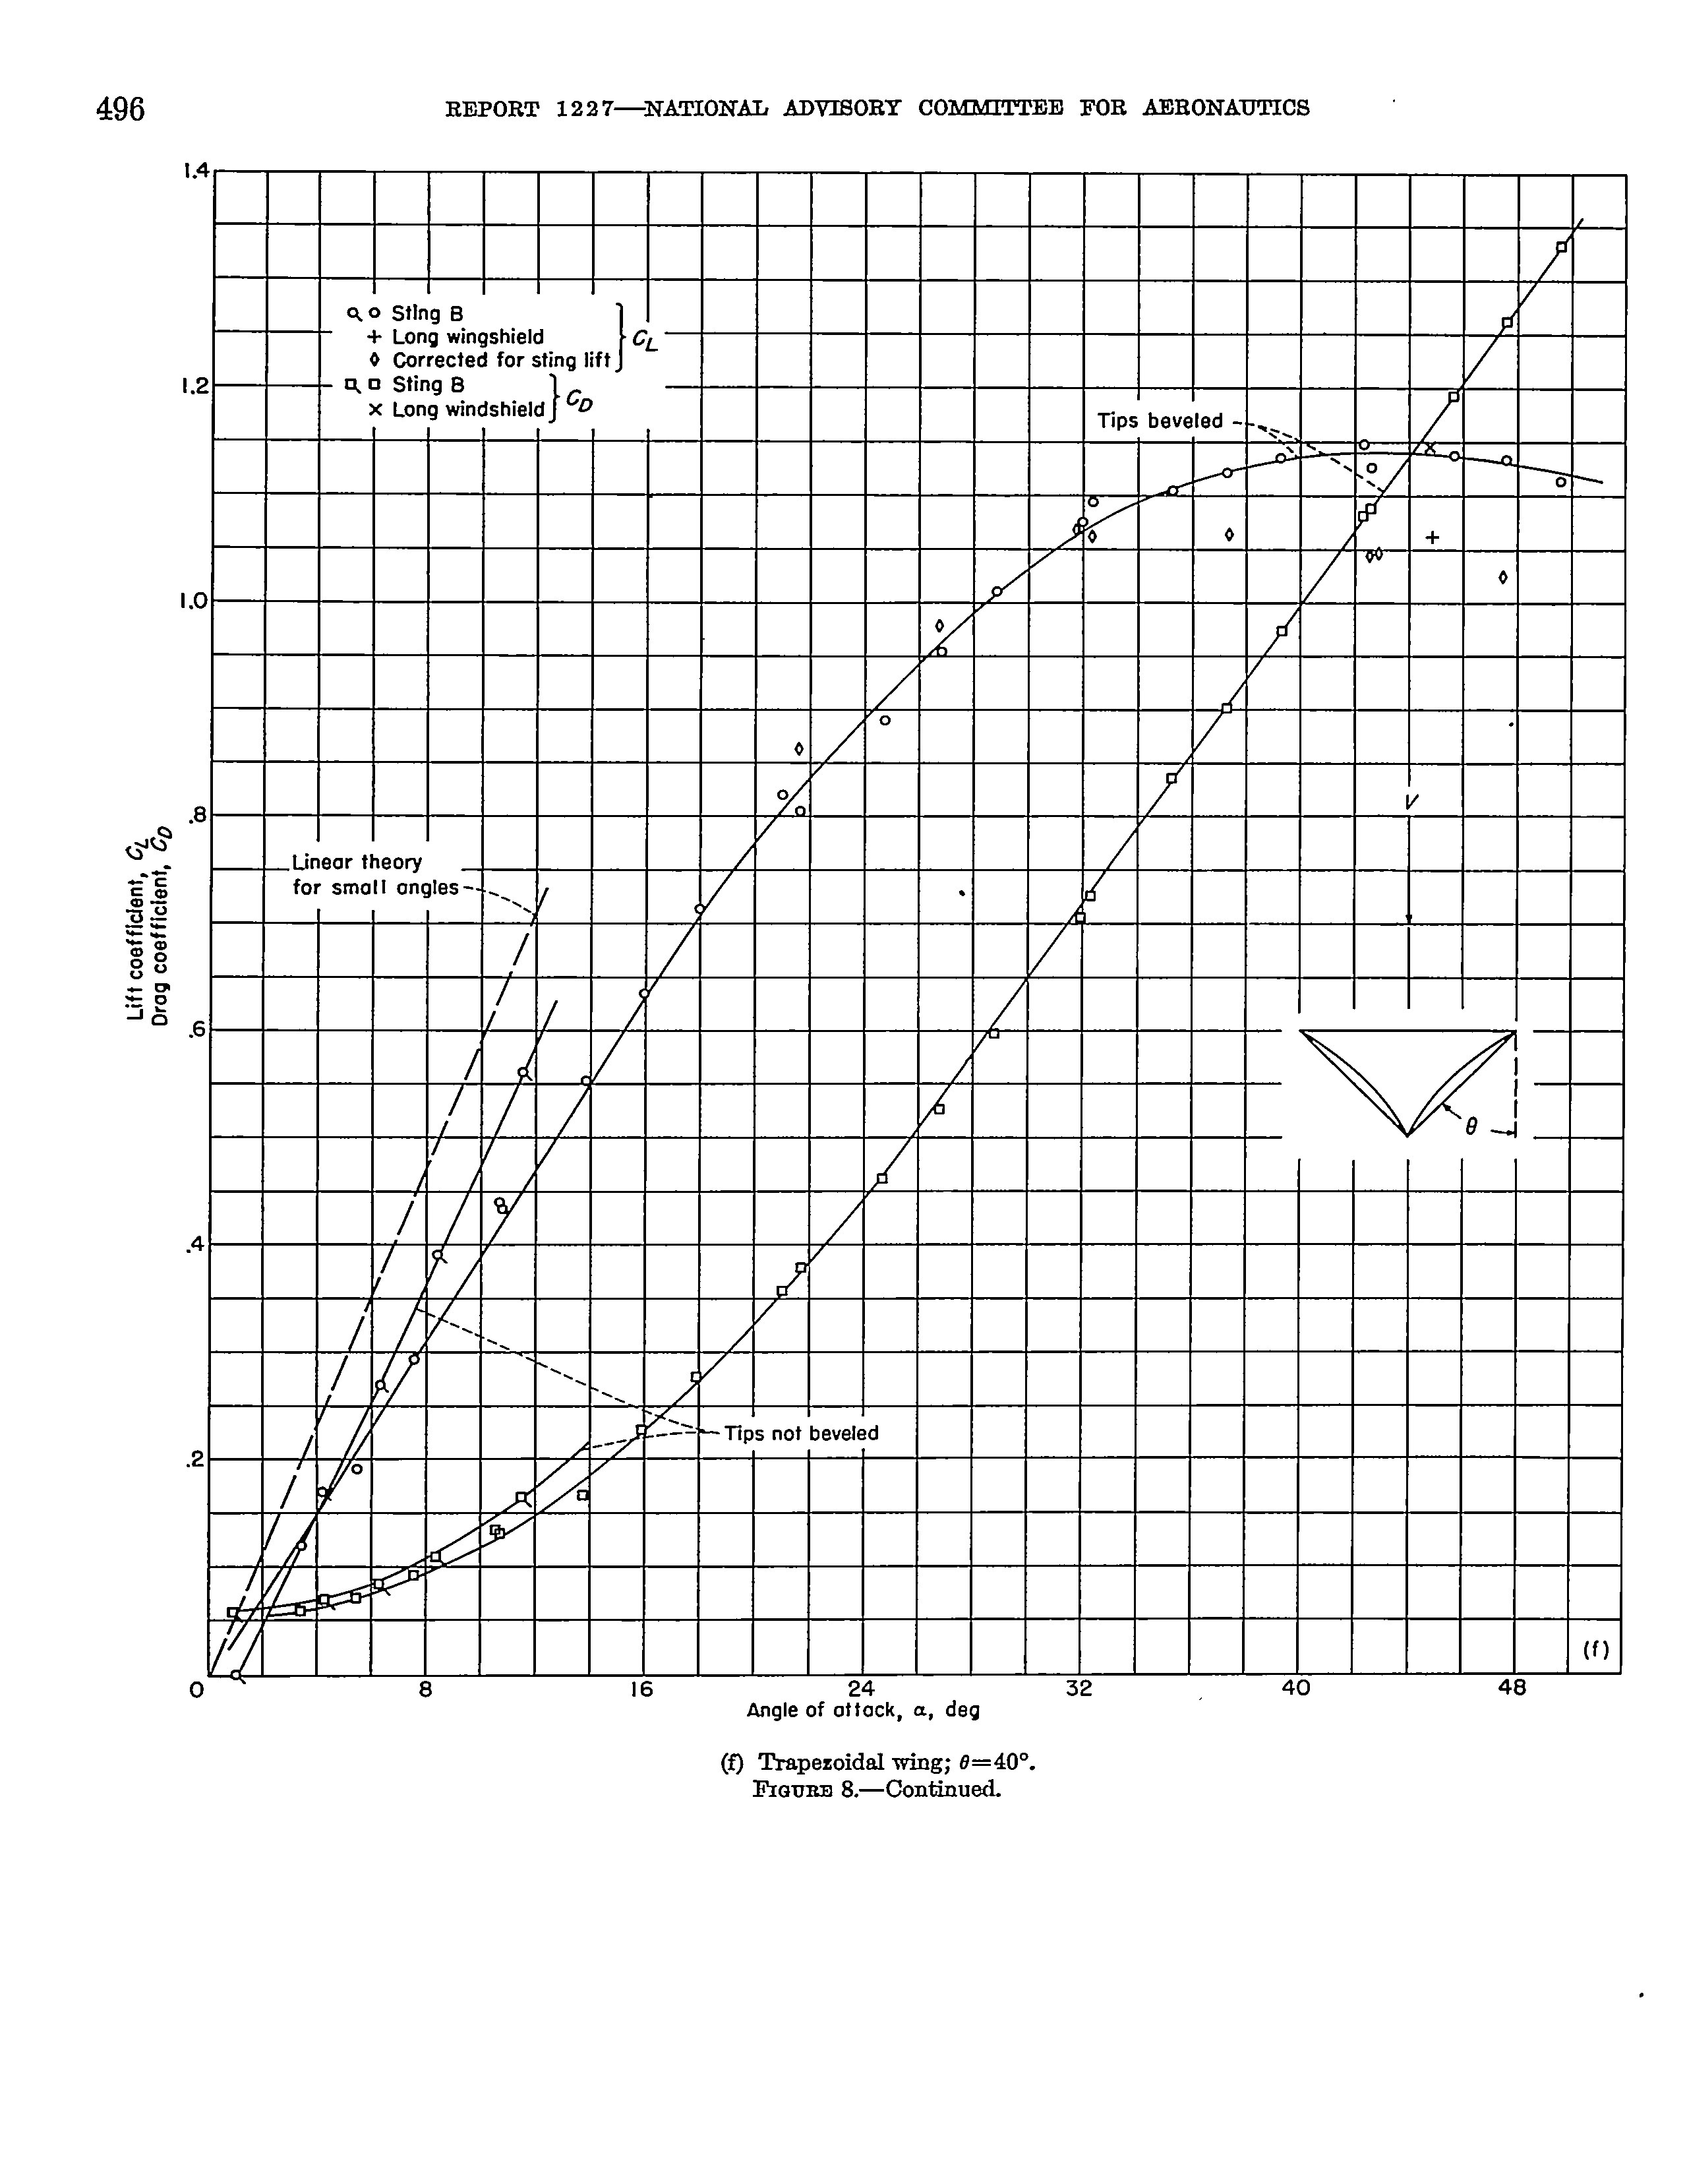 496
REPORT 1227—NATIONAL ADVISORY COMMITTEE FOR AERONAUTICS
1.4
1.2
1.0
.8
.6
.4
.2
0
Lift coefficient, C_L
Drag coefficient, C_D
Sting B
+ Long wingshield
◊ Corrected for sting lift
C_L
Sting B
× Long windshield
C_D
Tips beveled
Linear theory
for small angles
V
θ
Tips not beveled
(f)
8
16
24
32
40
48
Angle of attack, α, deg
(f) Trapezoidal wing; θ=40°.
FIGURE 8.—Continued.